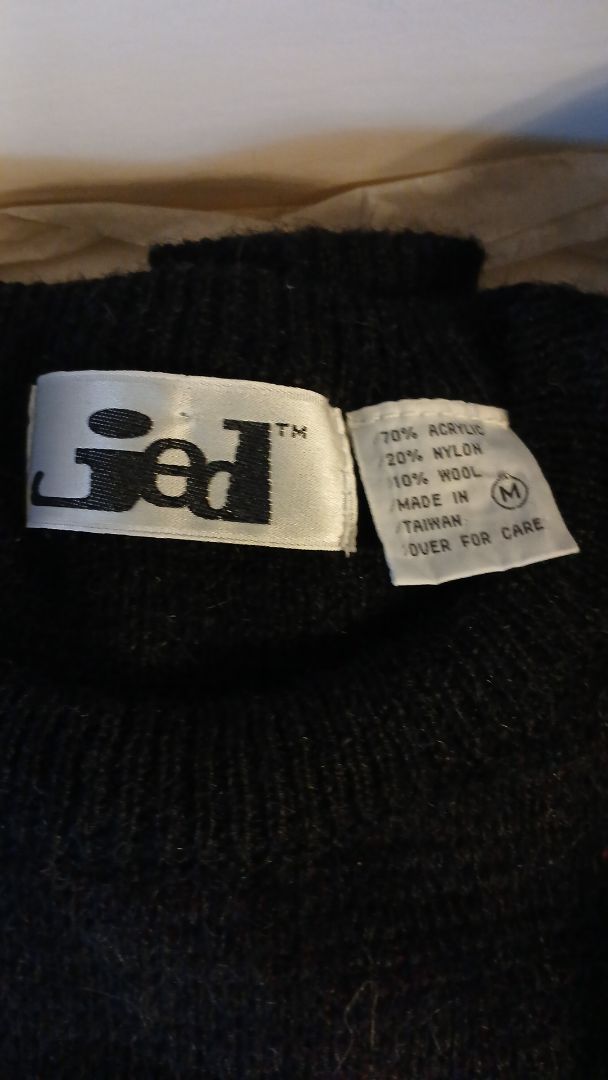 jed™
70% ACRYLIC
20% NYLON
10% WOOL
MADE IN
TAIWAN
OVER FOR CARE
M